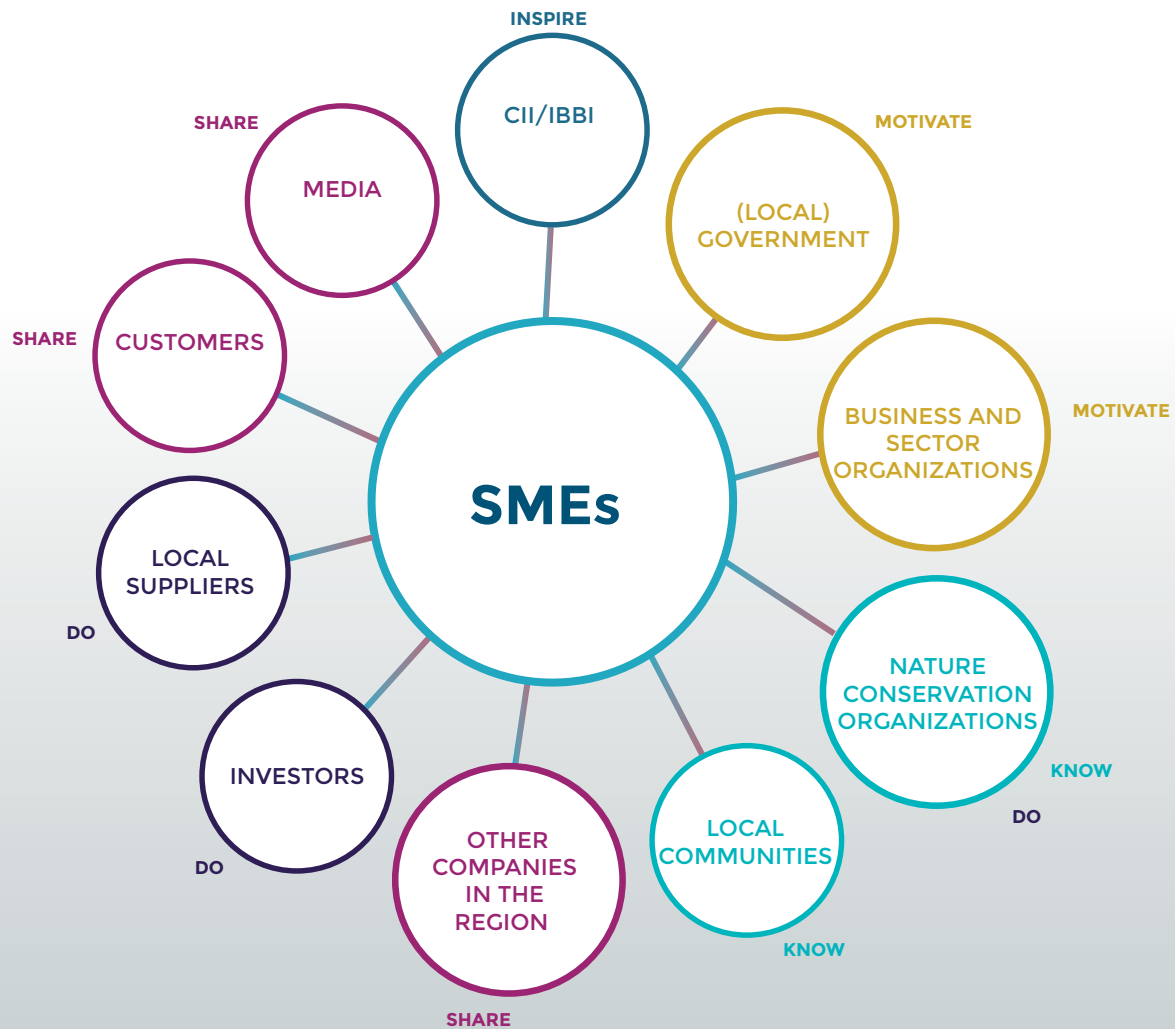 INSPIRE
CII/IBBI
SHARE
MEDIA
MOTIVATE
(LOCAL)
GOVERNMENT
SHARE
CUSTOMERS
BUSINESS AND
SECTOR
ORGANIZATIONS
MOTIVATE
SMEs
LOCAL
SUPPLIERS
DO
NATURE
CONSERVATION
ORGANIZATIONS
KNOW
DO
INVESTORS
DO
OTHER
COMPANIES
IN THE
REGION
SHARE
LOCAL
COMMUNITIES
KNOW